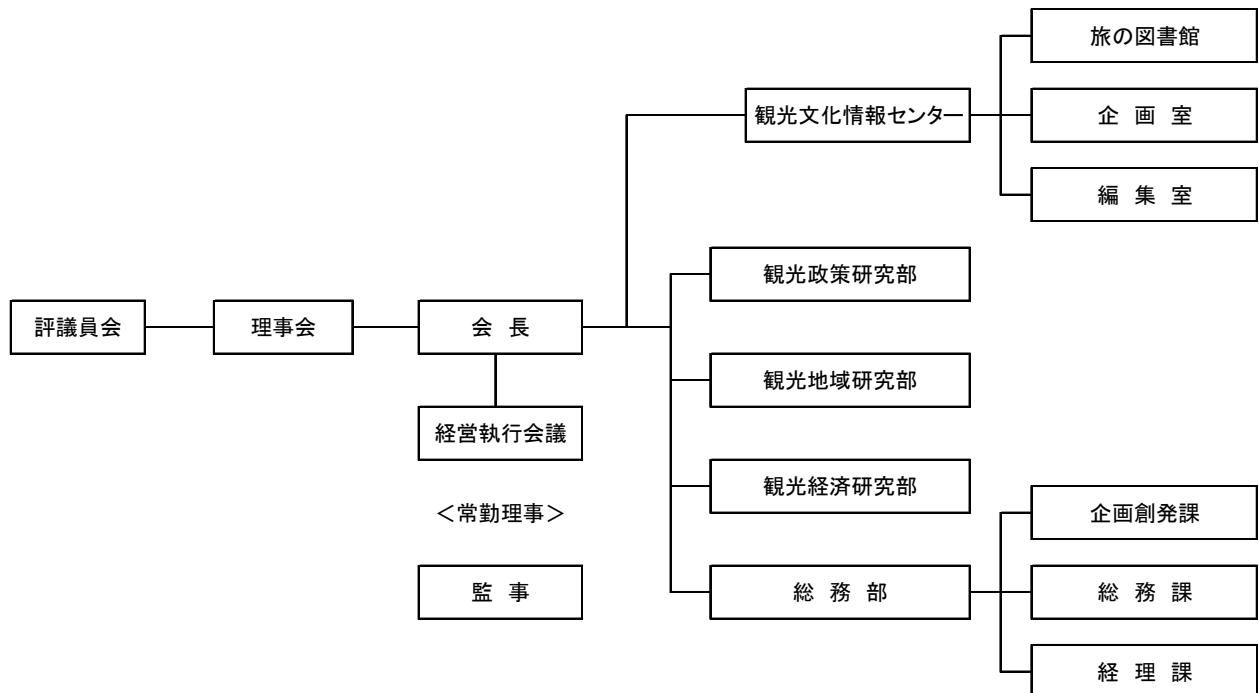 旅の図書館
観光文化情報センター
企 画 室
編 集 室
観光政策研究部
評議員会
理事会
会 長
観光地域研究部
経営執行会議
観光経済研究部
＜常勤理事＞
企画創発課
監 事
総 務 部
総 務 課
経 理 課